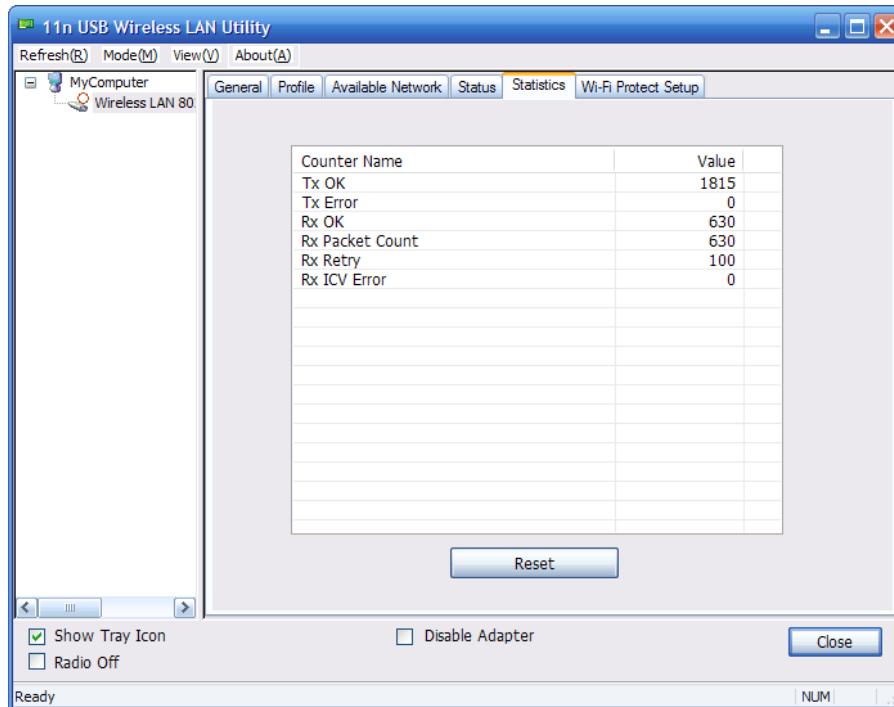 11n USB Wireless LAN Utility
Refresh(R) Mode(M) View(V) About(A)
MyComputer
Wireless LAN 80
General Profile Available Network Status Statistics Wi-Fi Protect Setup
Counter Name Value
Tx OK 1815
Tx Error 0
Rx OK 630
Rx Packet Count 630
Rx Retry 100
Rx ICV Error 0
Reset
Show Tray Icon Disable Adapter Close
Radio Off
Ready NUM